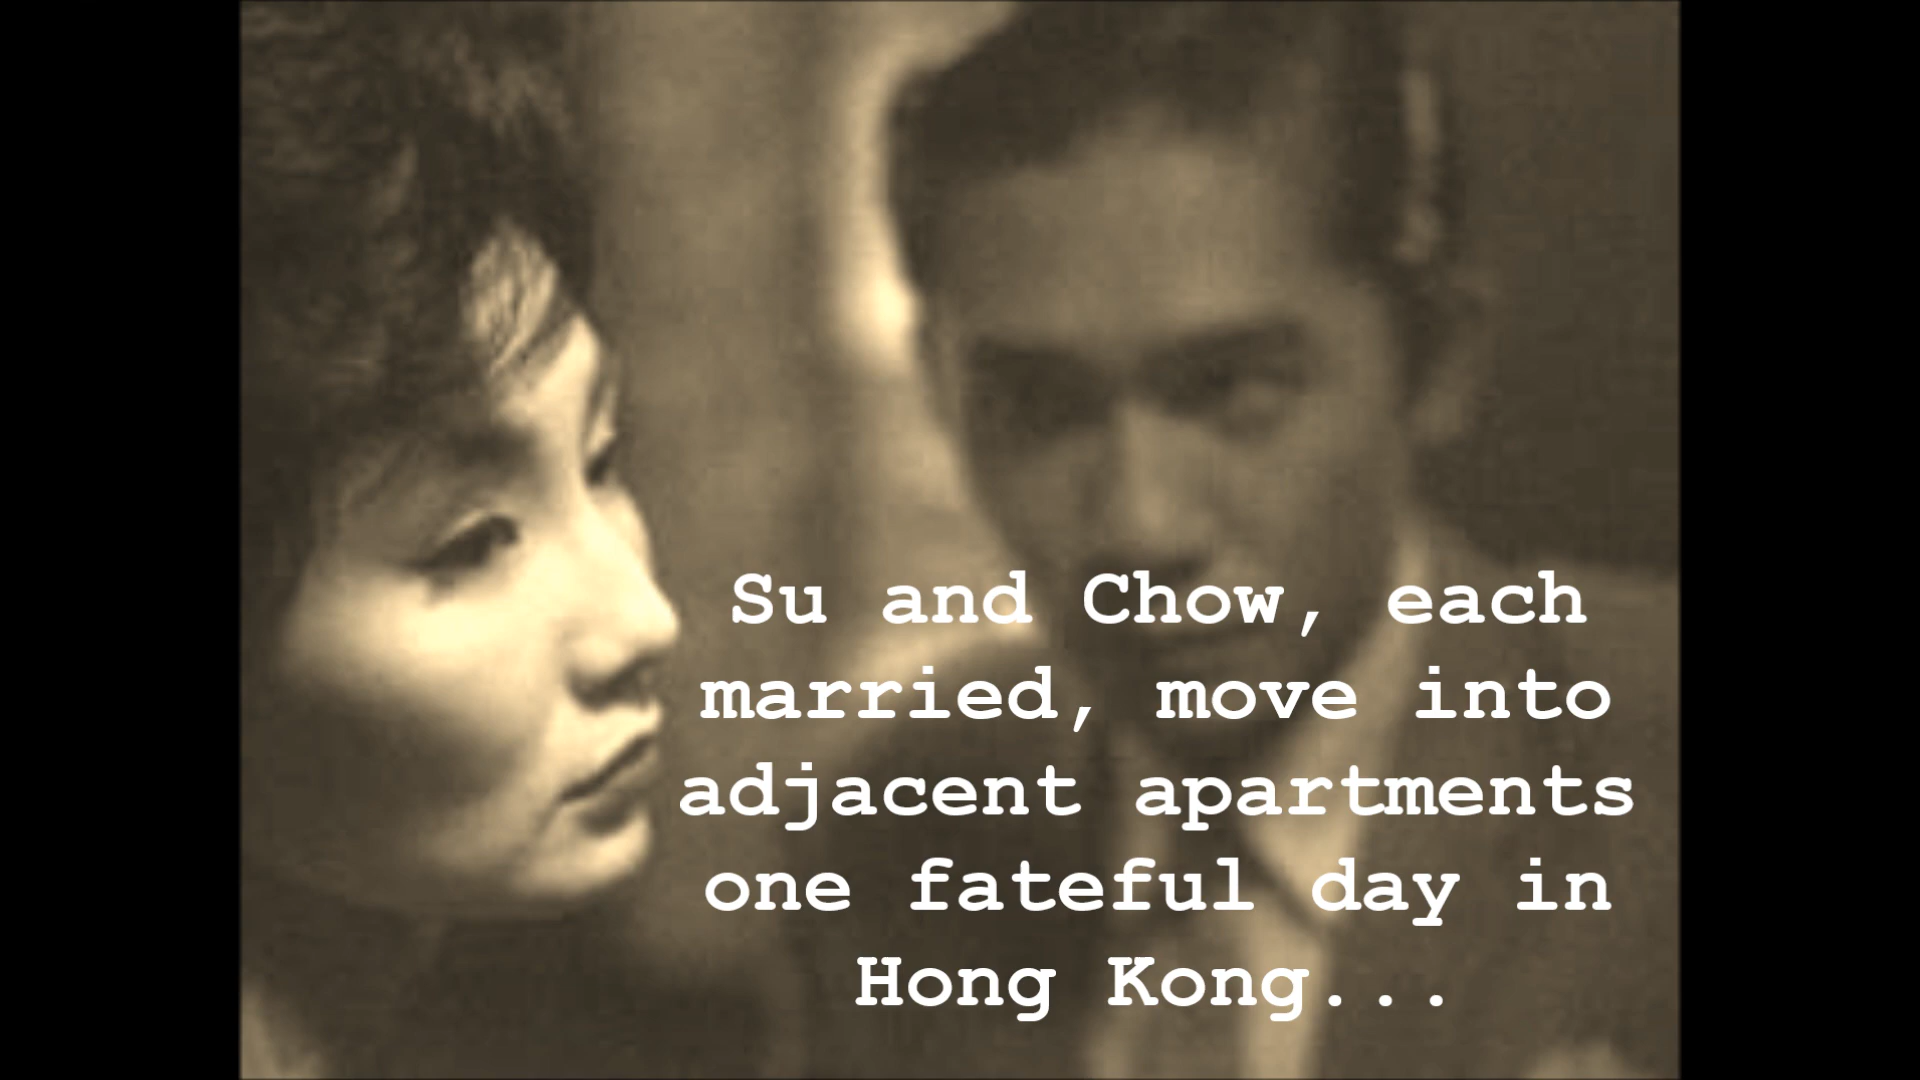 Su and Chow, each
married, move into
adjacent apartments
one fateful day in
Hong Kong...